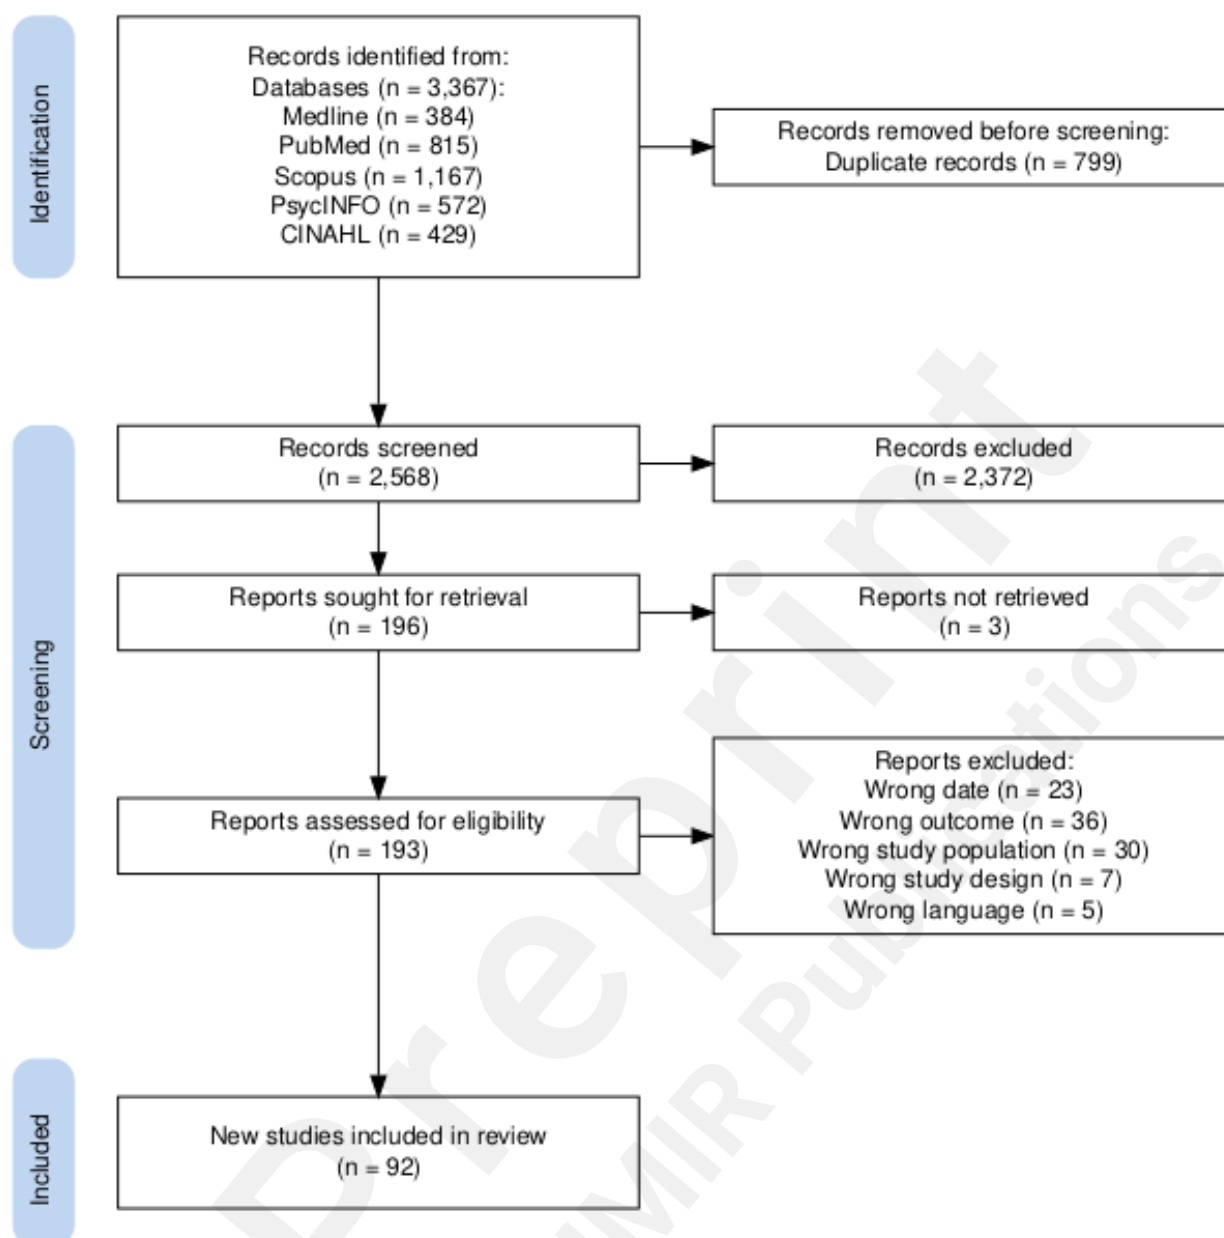 Identification
Records identified from:
Databases (n = 3,367):
Medline (n = 384)
PubMed (n = 815)
Scopus (n = 1,167)
PsycINFO (n = 572)
CINAHL (n = 429)
Records removed before screening:
Duplicate records (n = 799)
Screening
Records screened
(n = 2,568)
Records excluded
(n = 2,372)
Reports sought for retrieval
(n = 196)
Reports not retrieved
(n = 3)
Reports assessed for eligibility
(n = 193)
Reports excluded:
Wrong date (n = 23)
Wrong outcome (n = 36)
Wrong study population (n = 30)
Wrong study design (n = 7)
Wrong language (n = 5)
Included
New studies included in review
(n = 92)
Preprint
JMIR Publications